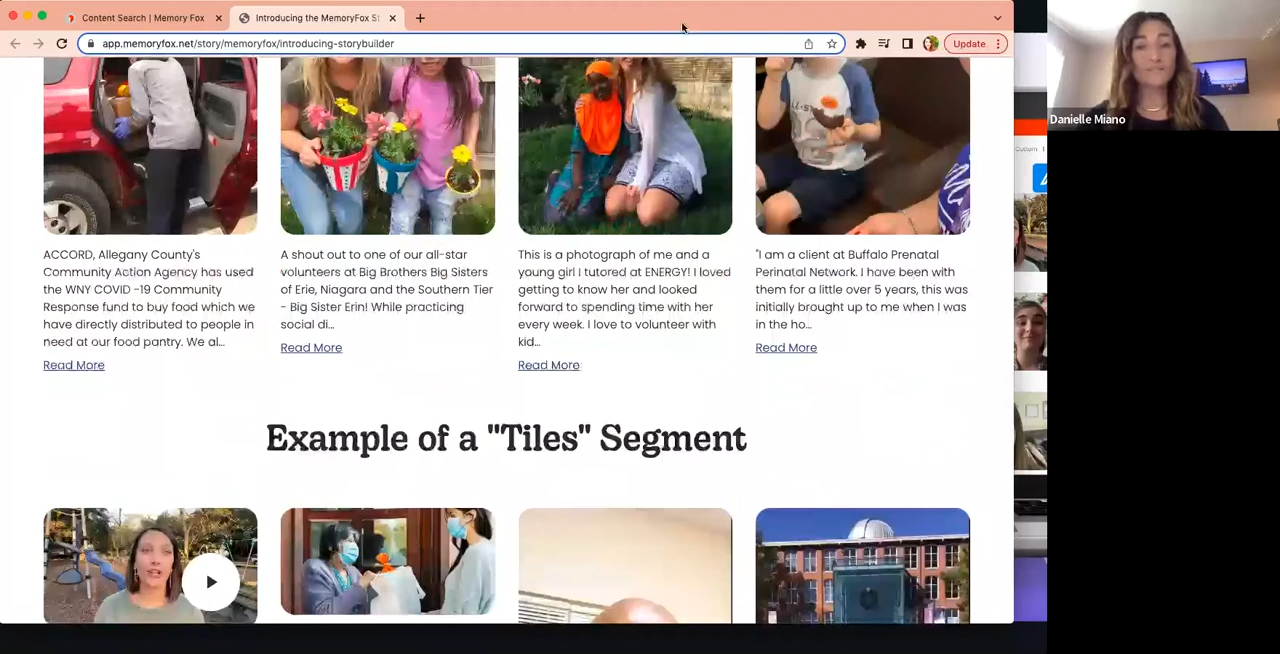 Content Search | Memory Fox
Introducing the MemoryFox St
app.memoryfox.net/story/memoryfox/introducing-storybuilder
Update
Danielle Miano
Custom
ACCORD, Allegany County's
Community Action Agency has used
the WNY COVID -19 Community
Response fund to buy food which we
have directly distributed to people in
need at our food pantry. We al...
Read More
A shout out to one of our all-star
volunteers at Big Brothers Big Sisters
of Erie, Niagara and the Southern Tier
- Big Sister Erin! While practicing
social di...
Read More
This is a photograph of me and a
young girl I tutored at ENERGY! I loved
getting to know her and looked
forward to spending time with her
every week. I love to volunteer with
kid...
Read More
"I am a client at Buffalo Prenatal
Perinatal Network. I have been with
them for a little over 5 years, this was
initially brought up to me when I was
in the ho...
Read More
Example of a "Tiles" Segment